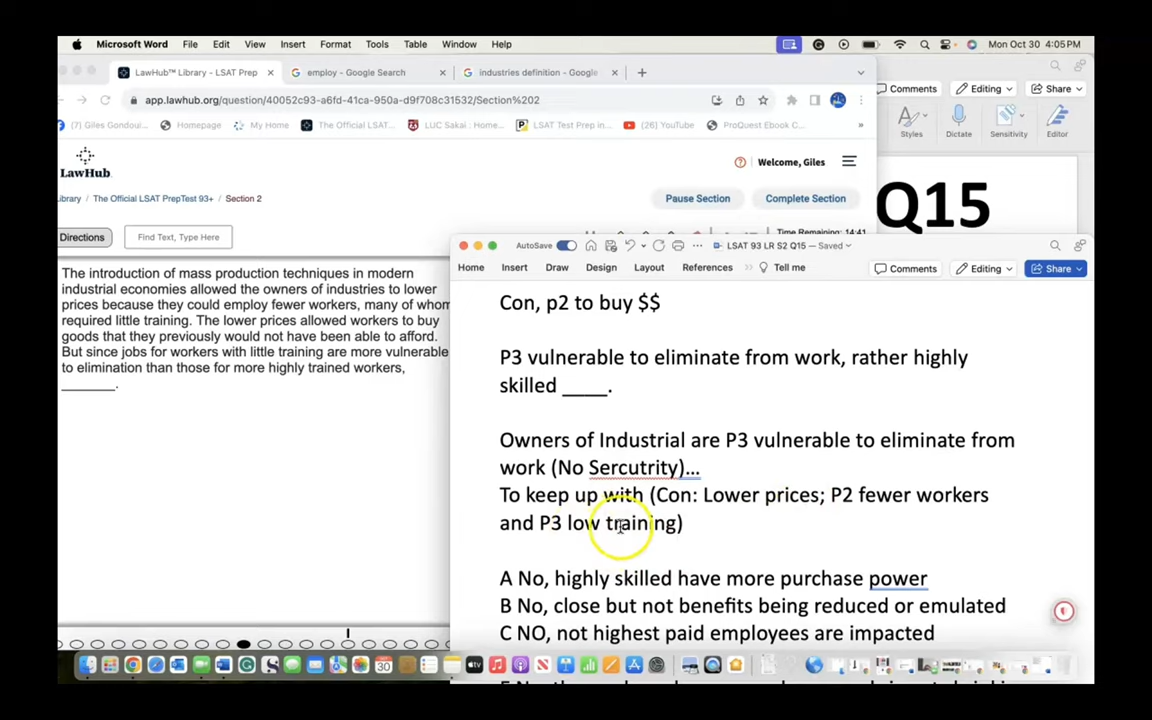 Microsoft Word File Edit View Insert Format Tools Table Window Help Mon Oct 30 4:05 PM
LawHub™ Library - LSAT Prep employ - Google Search industries definition - Google
app.lawhub.org/question/40052c93-a6fd-41ca-950a-d9f708c31532/Section%202
Comments Editing Share
(7) Giles Gondoui... Homepage My Home The Official LSAT... LUC Sakai : Home... LSAT Test Prep in... (26) YouTube ProQuest Ebook C...
Styles Dictate Sensitivity Editor
LawHub
Welcome, Giles
Library / The Official LSAT PrepTest 93+ / Section 2
Pause Section Complete Section
Q15
Directions
Find Text, Type Here
Time Remaining: 14:41
AutoSave LSAT 93 LR S2 Q15 — Saved
Home Insert Draw Design Layout References Tell me Comments Editing Share
The introduction of mass production techniques in modern
industrial economies allowed the owners of industries to lower
prices because they could employ fewer workers, many of whom
required little training. The lower prices allowed workers to buy
goods that they previously would not have been able to afford.
But since jobs for workers with little training are more vulnerable
to elimination than those for more highly trained workers,
________.
Con, p2 to buy $$
P3 vulnerable to eliminate from work, rather highly
skilled ____.
Owners of Industrial are P3 vulnerable to eliminate from
work (No Sercutrity)...
To keep up with (Con: Lower prices; P2 fewer workers
and P3 low training)
A No, highly skilled have more purchase power
B No, close but not benefits being reduced or emulated
C NO, not highest paid employees are impacted